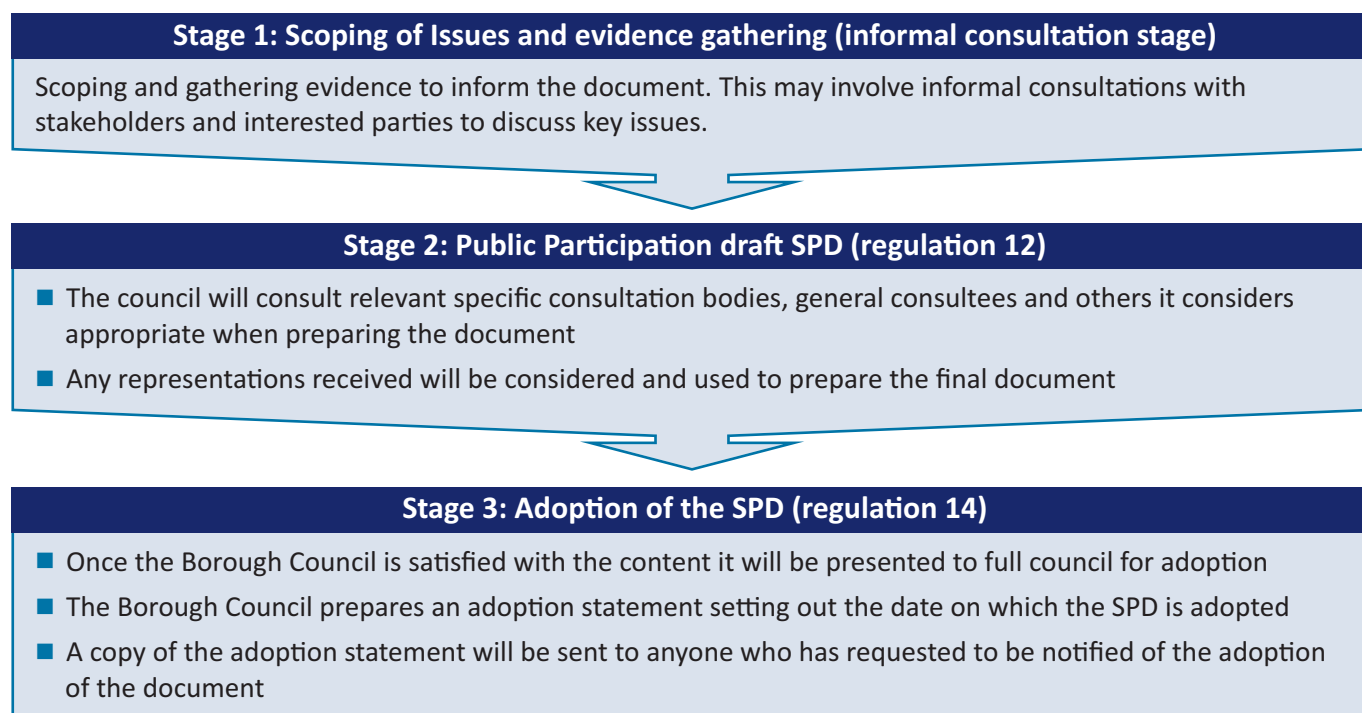 Stage 1: Scoping of Issues and evidence gathering (informal consultation stage)
Scoping and gathering evidence to inform the document. This may involve informal consultations with
stakeholders and interested parties to discuss key issues.
Stage 2: Public Participation draft SPD (regulation 12)
■ The council will consult relevant specific consultation bodies, general consultees and others it considers
appropriate when preparing the document
■ Any representations received will be considered and used to prepare the final document
Stage 3: Adoption of the SPD (regulation 14)
■ Once the Borough Council is satisfied with the content it will be presented to full council for adoption
■ The Borough Council prepares an adoption statement setting out the date on which the SPD is adopted
■ A copy of the adoption statement will be sent to anyone who has requested to be notified of the adoption
of the document